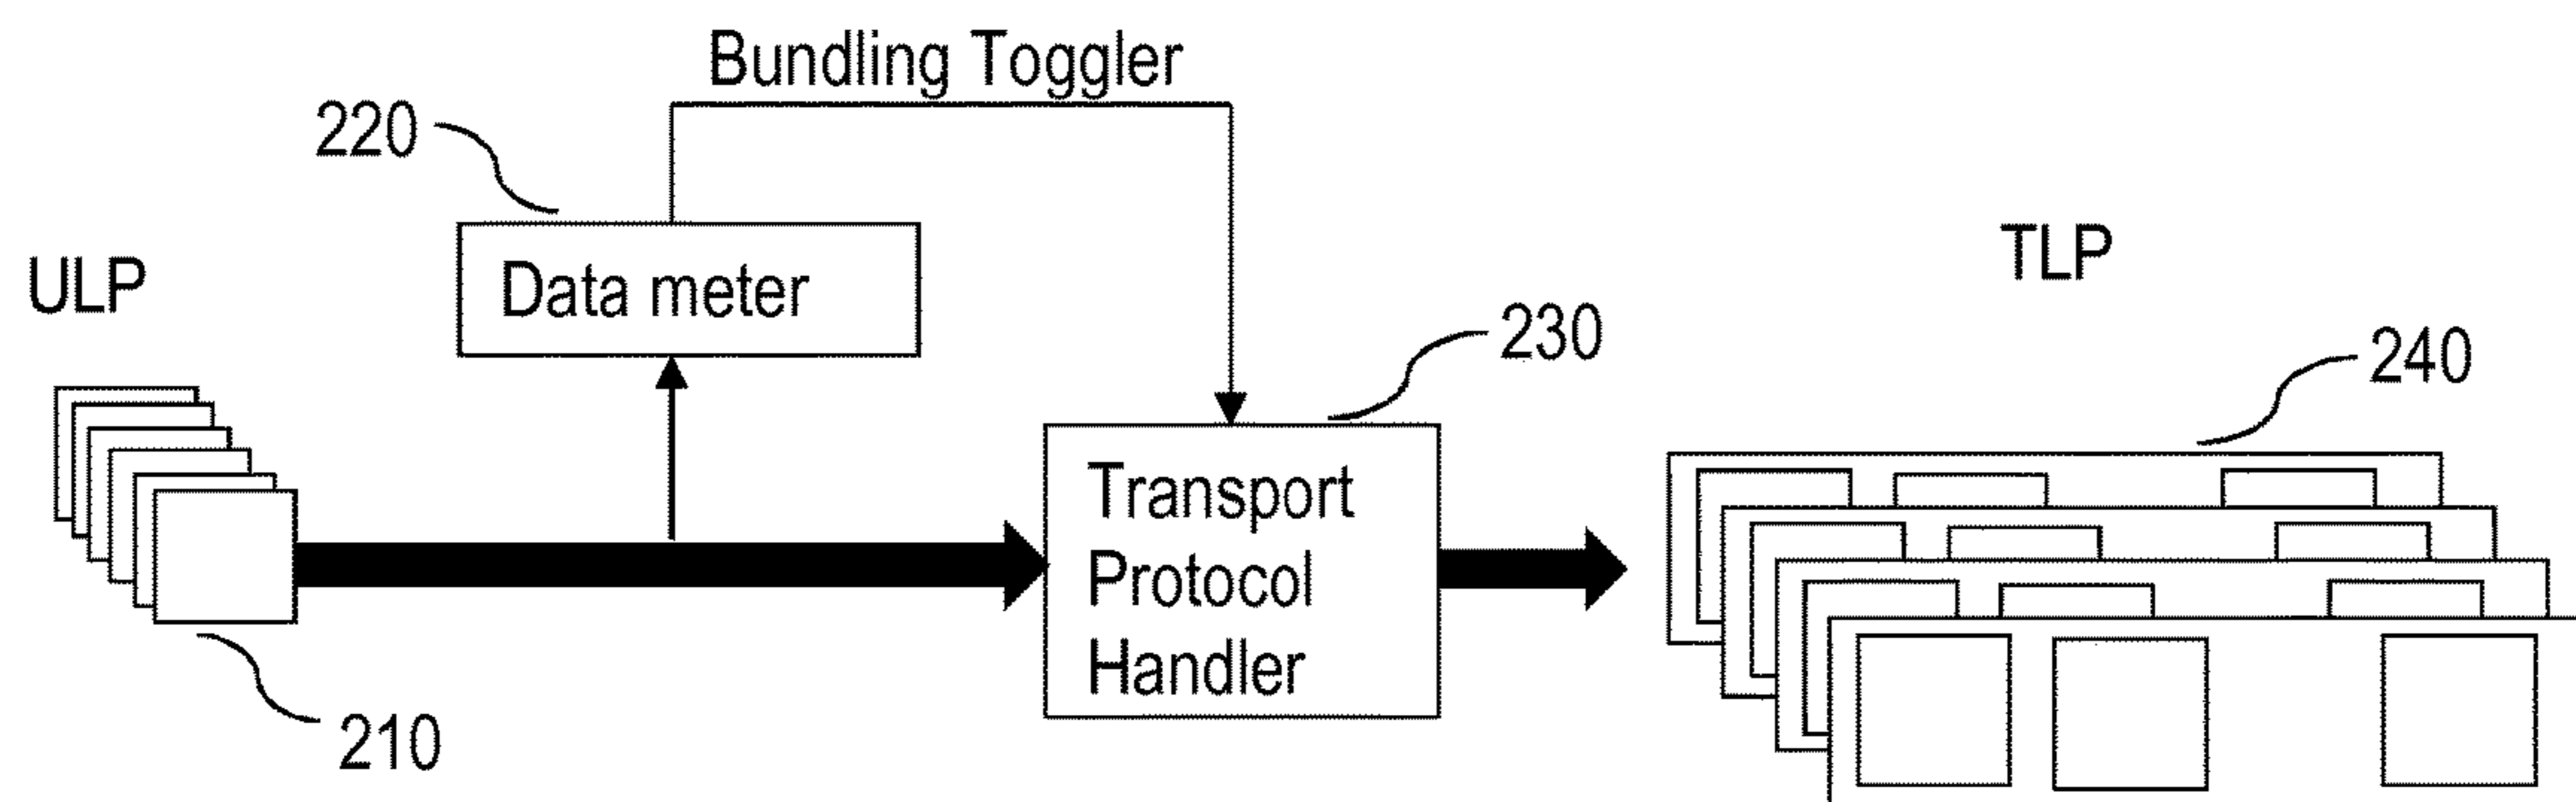 Bundling Toggler
220
ULP
Data meter
TLP
230
240
Transport
Protocol
Handler
210